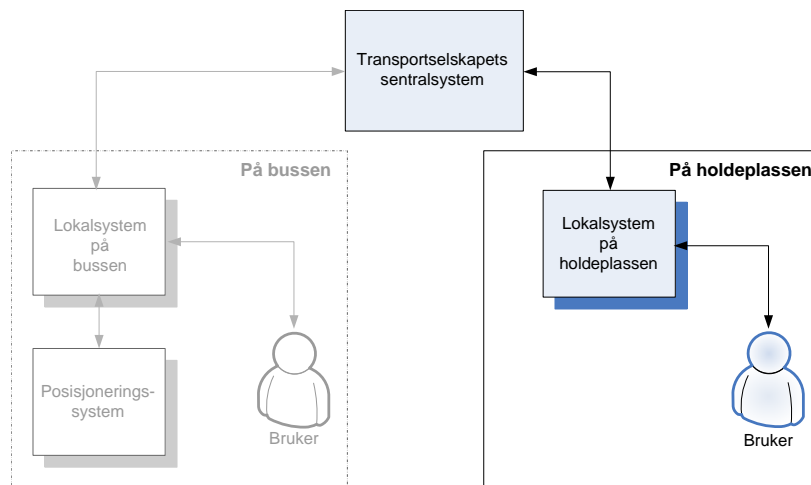 Transportselskapets
sentralsystem
På bussen
På holdeplassen
Lokalsystem
på
bussen
Lokalsystem
på
holdeplassen
Posisjonerings-
system
Bruker
Bruker